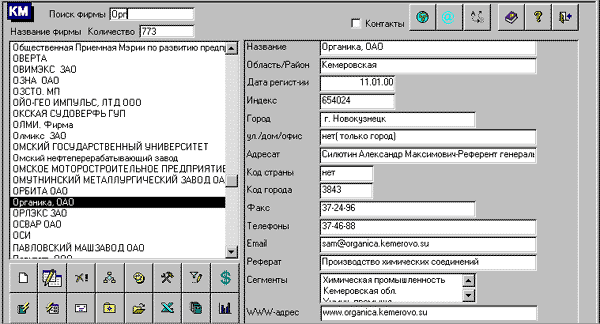 КМ
Поиск фирмы Орг
Контакты
Название фирмы Количество 773
Общественная Приемная Мэрии по развитию предп
ОВЕРТА
ОВИМЭКС ЗАО
ОЗНА ОАО
ОЗСТО. МП
ОЙО-ГЕО ИМПУЛЬС, ЛТД ООО
ОКСКАЯ СУДОВЕРФЬ ГУП
ОЛМИ. Фирма
Олмикс ЗАО
ОМСКИЙ ГОСУДАРСТВЕННЫЙ УНИВЕРСИТЕТ
Омский нефтеперерабатывающий завод
ОМСКОЕ МОТОРОСТРОИТЕЛЬНОЕ ПРЕДПРИЯТИЕ
ОМУТНИНСКИЙ МЕТАЛЛУРГИЧЕСКИЙ ЗАВОД ОА
ОРБИТА ОАО
Органика, ОАО
ОРЛЭКС ЗАО
ОСВАР ОАО
ОСИ
ПАВЛОВСКИЙ МАШЗАВОД ОАО
Название Органика, ОАО
Область/Район Кемеровская
Дата регист-ии 11.01.00
Индекс 654024
Город г. Новокузнецк
ул./дом/офис нет( только город)
Адресат Силютин Александр Максимович-Референт генераль
Код страны нет
Код города 3843
Факс 37-24-96
Телефоны 37-46-88
Email sam@organica.kemerovo.su
Реферат Производство химических соединений
Сегменты Химическая промышленность
Кемеровская обл.
WWW-адрес www.organica.kemerovo.su